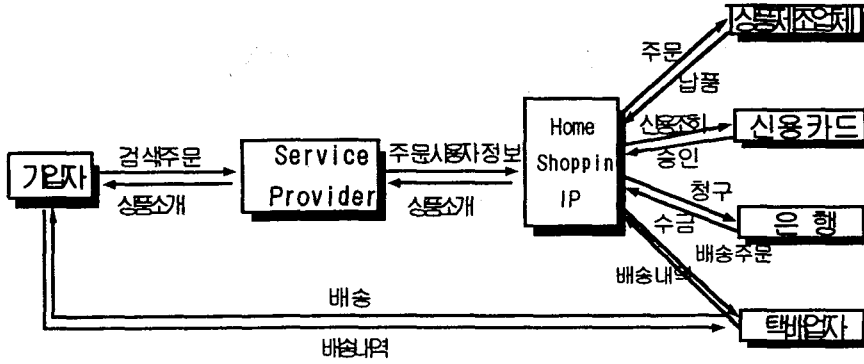 상품제조업체
주문
납품
Home
Shoppin
IP
신용조회
승인
신용카드
검색주문
Service
Provider
주문사용자정보
가입자
상품소개
상품소개
청구
수금
은 행
배송주문
배송내역
배송
택배업자
배송내역